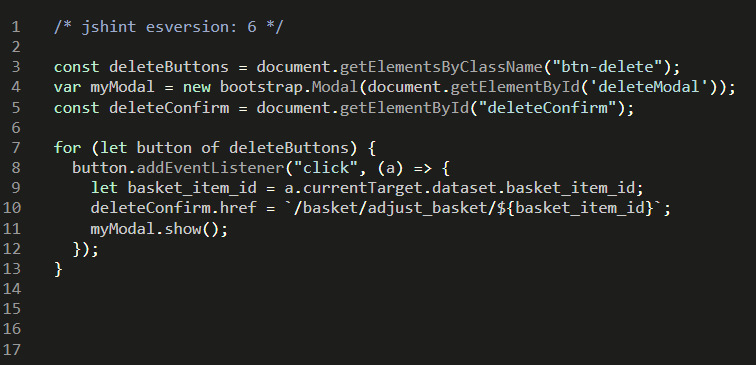 1 /* jshint esversion: 6 */
2
3 const deleteButtons = document.getElementsByClassName("btn-delete");
4 var myModal = new bootstrap.Modal(document.getElementById('deleteModal'));
5 const deleteConfirm = document.getElementById("deleteConfirm");
6
7 for (let button of deleteButtons) {
8   button.addEventListener("click", (a) => {
9     let basket_item_id = a.currentTarget.dataset.basket_item_id;
10     deleteConfirm.href = `/basket/adjust_basket/${basket_item_id}`;
11     myModal.show();
12   });
13 }
14
15
16
17